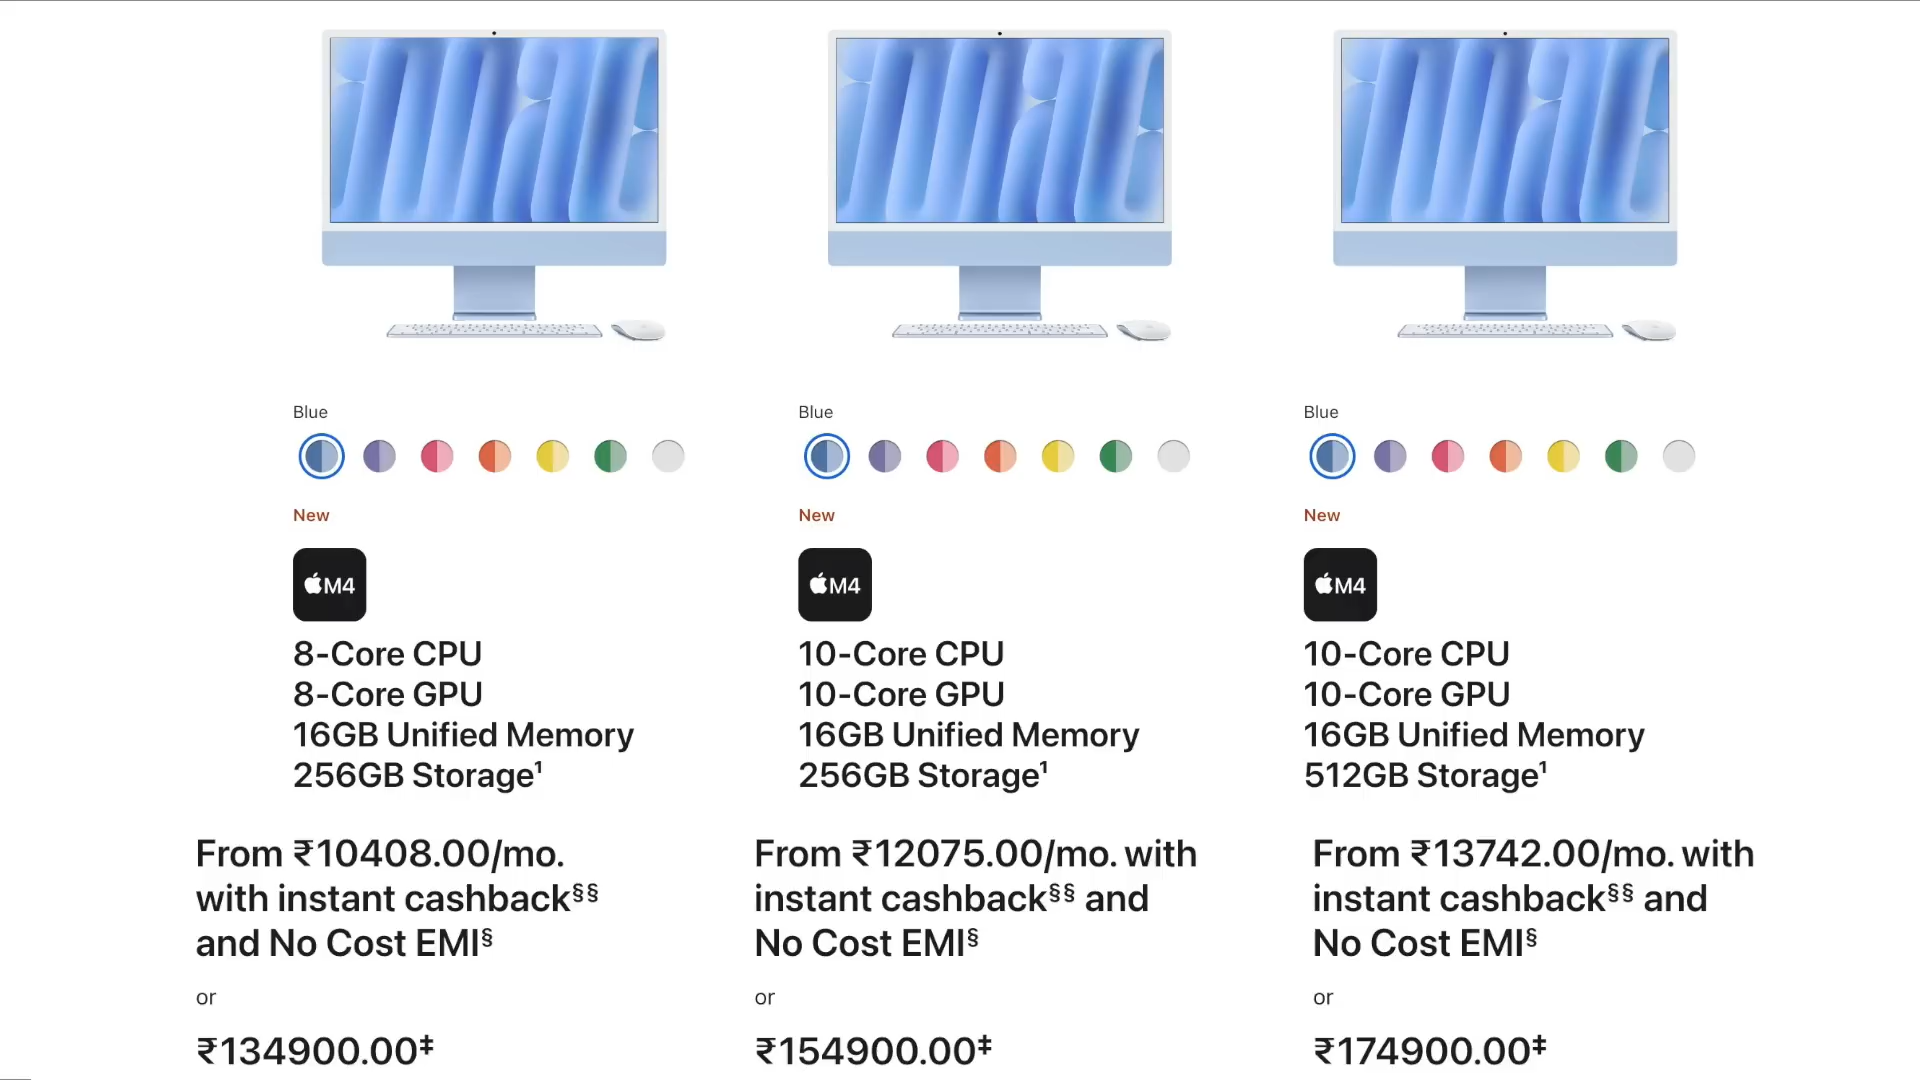 Blue
New
M4
8-Core CPU
8-Core GPU
16GB Unified Memory
256GB Storage¹
From ₹10408.00/mo.
with instant cashback§§
and No Cost EMI§
or
₹134900.00‡
Blue
New
M4
10-Core CPU
10-Core GPU
16GB Unified Memory
256GB Storage¹
From ₹12075.00/mo. with
instant cashback§§ and
No Cost EMI§
or
₹154900.00‡
Blue
New
M4
10-Core CPU
10-Core GPU
16GB Unified Memory
512GB Storage¹
From ₹13742.00/mo. with
instant cashback§§ and
No Cost EMI§
or
₹174900.00‡